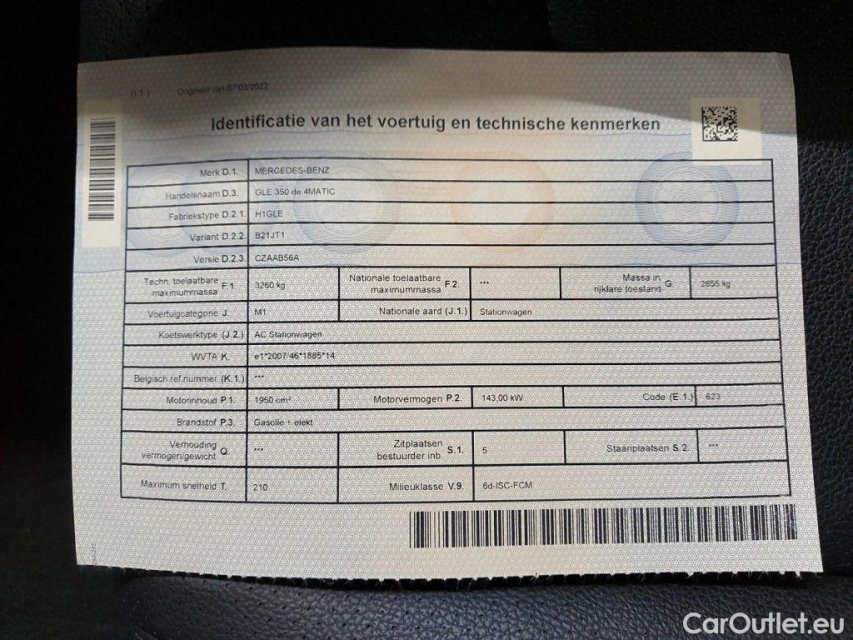 (I.1.) Origineel van 07/03/2022
Identificatie van het voertuig en technische kenmerken
Merk D.1. MERCEDES-BENZ
Handelsnaam D.3. GLE 350 de 4MATIC
Fabriekstype D.2.1. H1GLE
Variant D.2.2. B21JT1
Versie D.2.3. CZAAB56A
Techn. toelaatbare maximummassa F.1. 3260 kg Nationale toelaatbare maximummassa F.2. *** Massa in rijklare toestand G. 2655 kg
Voertuigcategorie J. M1 Nationale aard (J.1.) Stationwagen
Koetswerktype (J.2.) AC Stationwagen
WVTA K. e1*2007/46*1885*14
Belgisch ref.nummer (K.1.) ***
Motorinhoud P.1. 1950 cm³ Motorvermogen P.2. 143,00 kW Code (E.1.) 623
Brandstof P.3. Gasolie + elekt
Verhouding vermogen/gewicht Q. *** Zitplaatsen bestuurder inb. S.1. 5 Staanplaatsen S.2. ***
Maximum snelheid T. 210 Milieuklasse V.9. 6d-ISC-FCM
CarOutlet.eu